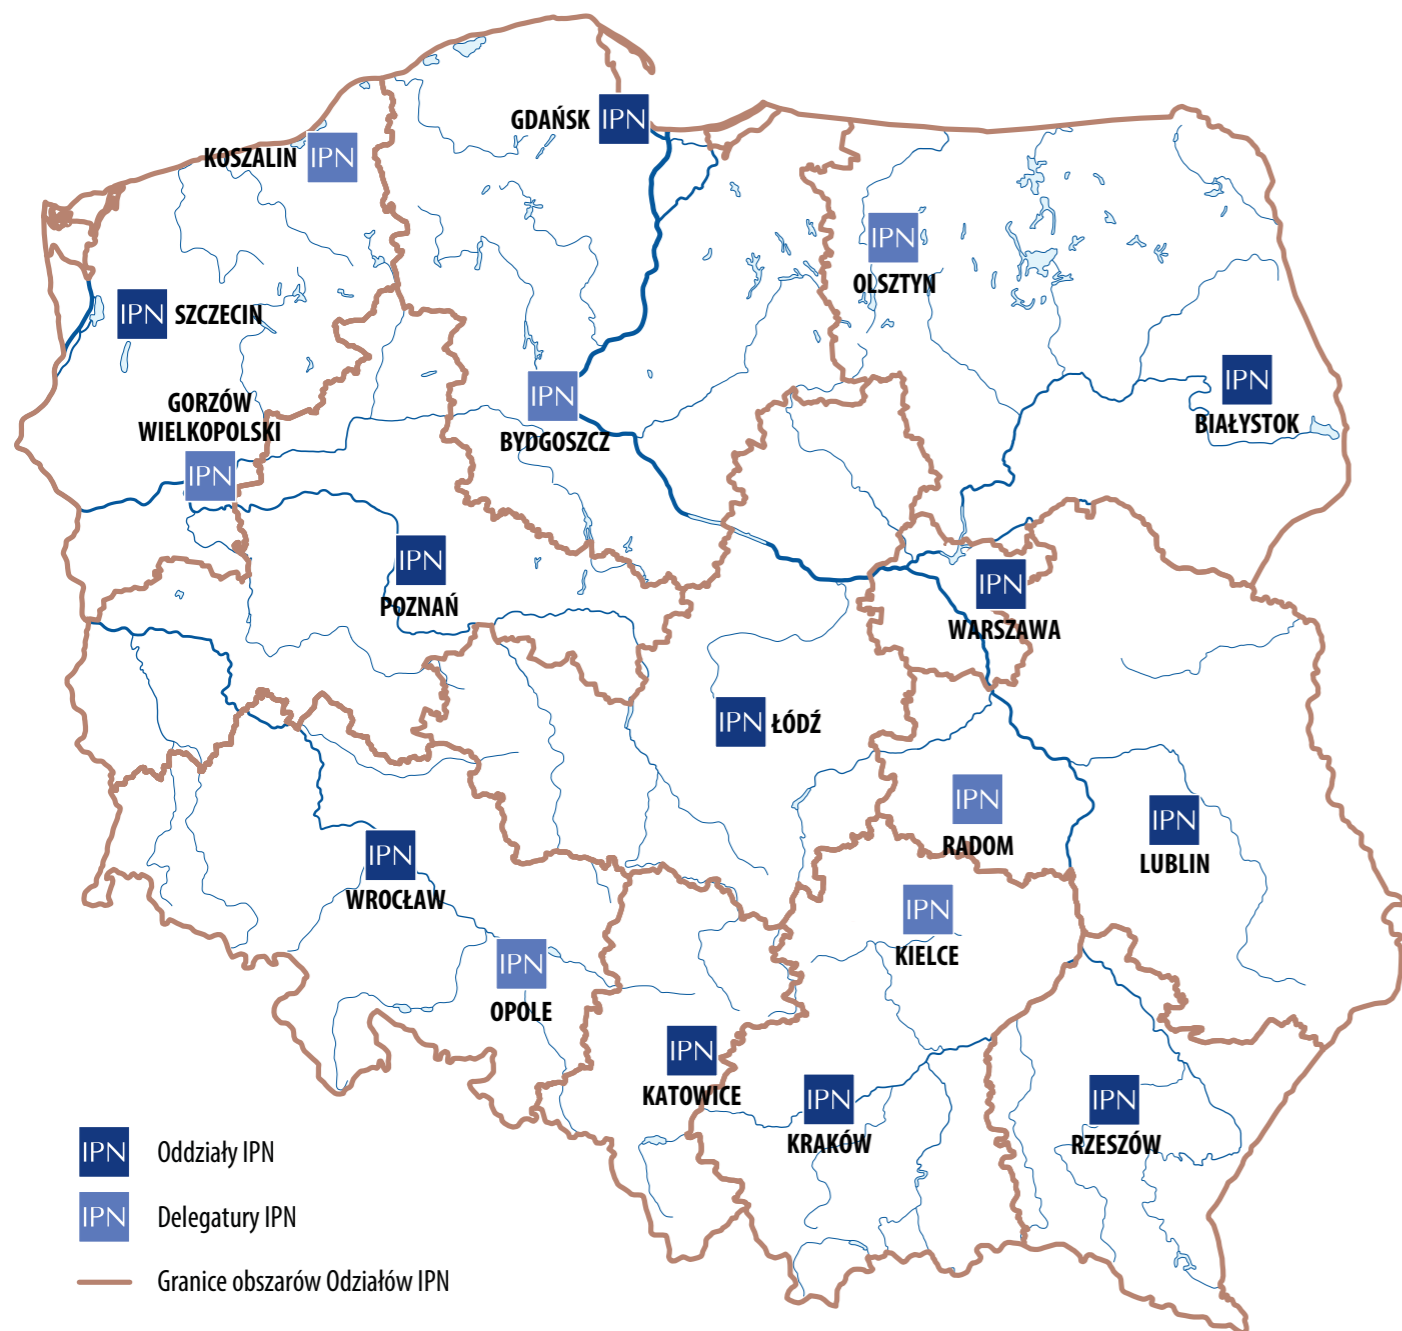 GDAŃSK IPN
KOSZALIN IPN
IPN
OLSZTYN
IPN SZCZECIN
IPN
BIAŁYSTOK
IPN
BYDGOSZCZ
GORZÓW
WIELKOPOLSKI
IPN
IPN
POZNAŃ
IPN
WARSZAWA
IPN ŁÓDŹ
IPN
RADOM
IPN
LUBLIN
IPN
WROCŁAW
IPN
KIELCE
IPN
OPOLE
IPN
KATOWICE
IPN
KRAKÓW
IPN
RZESZÓW
IPN Oddziały IPN
IPN Delegatury IPN
Granice obszarów Odziałów IPN